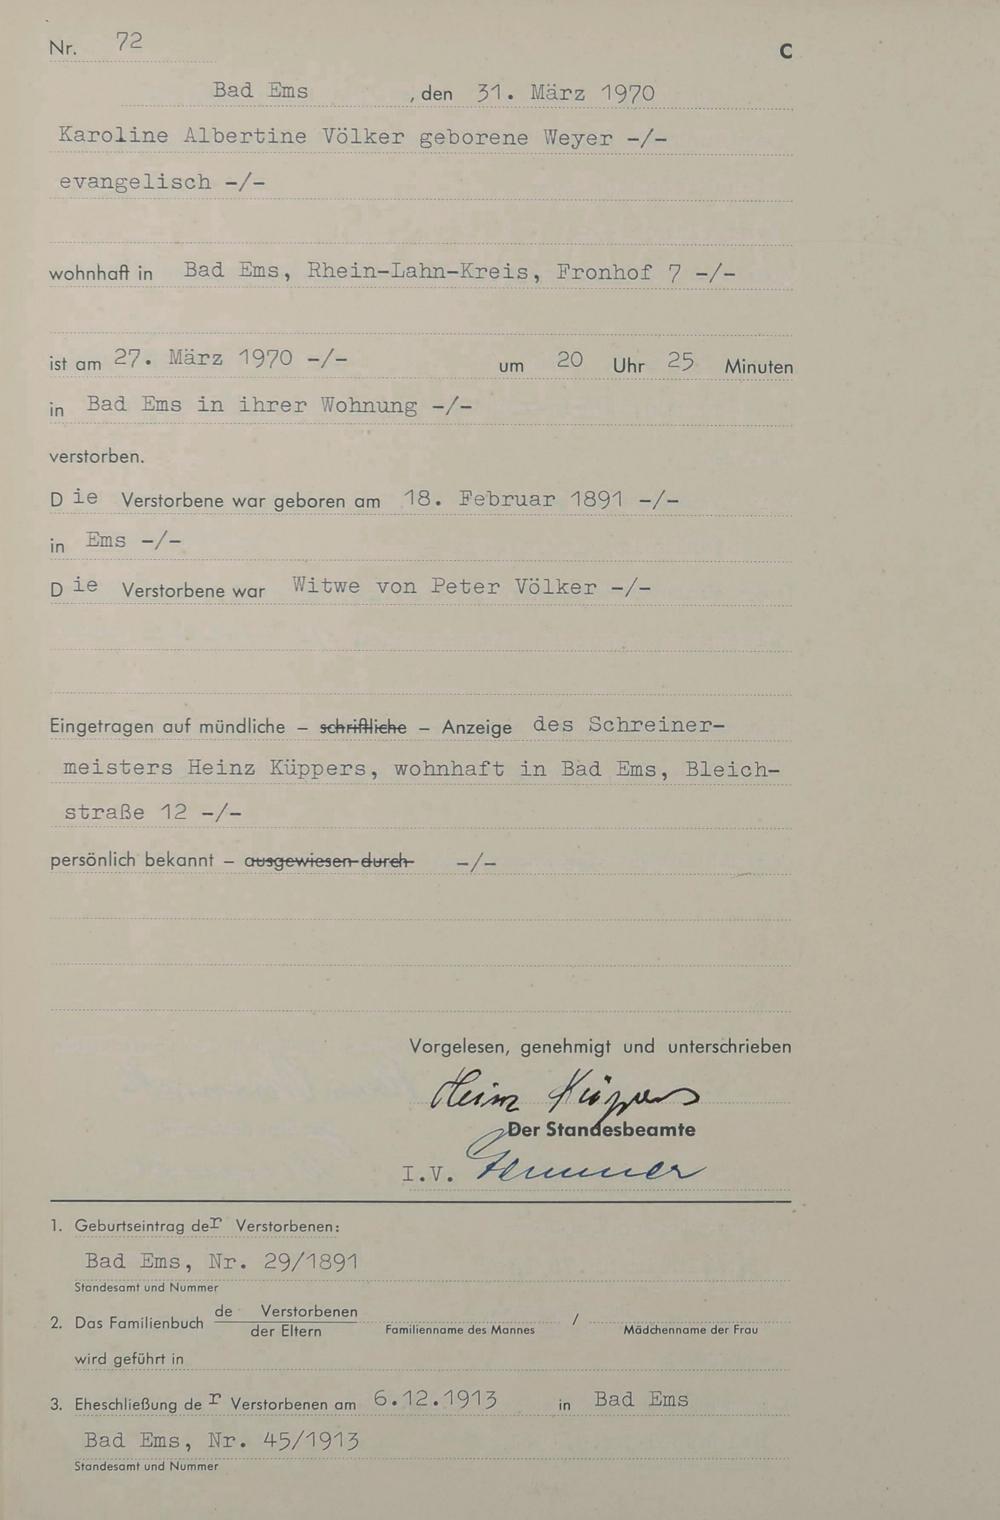 Nr. 72 C
Bad Ems , den 31. März 1970
Karoline Albertine Völker geborene Weyer -/-
evangelisch -/-
wohnhaft in Bad Ems, Rhein-Lahn-Kreis, Fronhof 7 -/-
ist am 27. März 1970 -/- um 20 Uhr 25 Minuten
in Bad Ems in ihrer Wohnung -/-
verstorben.
D ie Verstorbene war geboren am 18. Februar 1891 -/-
in Ems -/-
D ie Verstorbene war Witwe von Peter Völker -/-
Eingetragen auf mündliche – schriftliche – Anzeige des Schreiner-
meisters Heinz Küppers, wohnhaft in Bad Ems, Bleich-
straße 12 -/-
persönlich bekannt – ausgewiesen durch -/-
Vorgelesen, genehmigt und unterschrieben
Heinz Küppers
Der Standesbeamte
I.V.
1. Geburtseintrag der Verstorbenen:
Bad Ems, Nr. 29/1891
Standesamt und Nummer
2. Das Familienbuch de Verstorbenen
der Eltern
/
Familienname des Mannes Mädchenname der Frau
wird geführt in
3. Eheschließung de r Verstorbenen am 6.12.1913 in Bad Ems
Bad Ems, Nr. 45/1913
Standesamt und Nummer